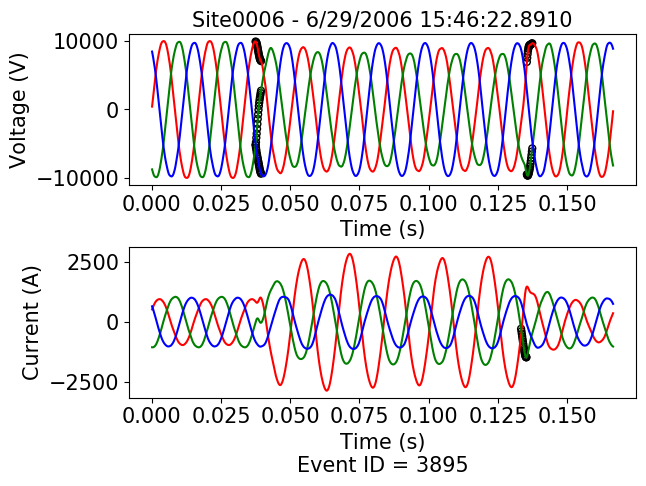 Site0006 - 6/29/2006 15:46:22.8910
10000
0
−10000
Voltage (V)
0.000 0.025 0.050 0.075 0.100 0.125 0.150
Time (s)
2500
0
−2500
Current (A)
0.000 0.025 0.050 0.075 0.100 0.125 0.150
Time (s)
Event ID = 3895